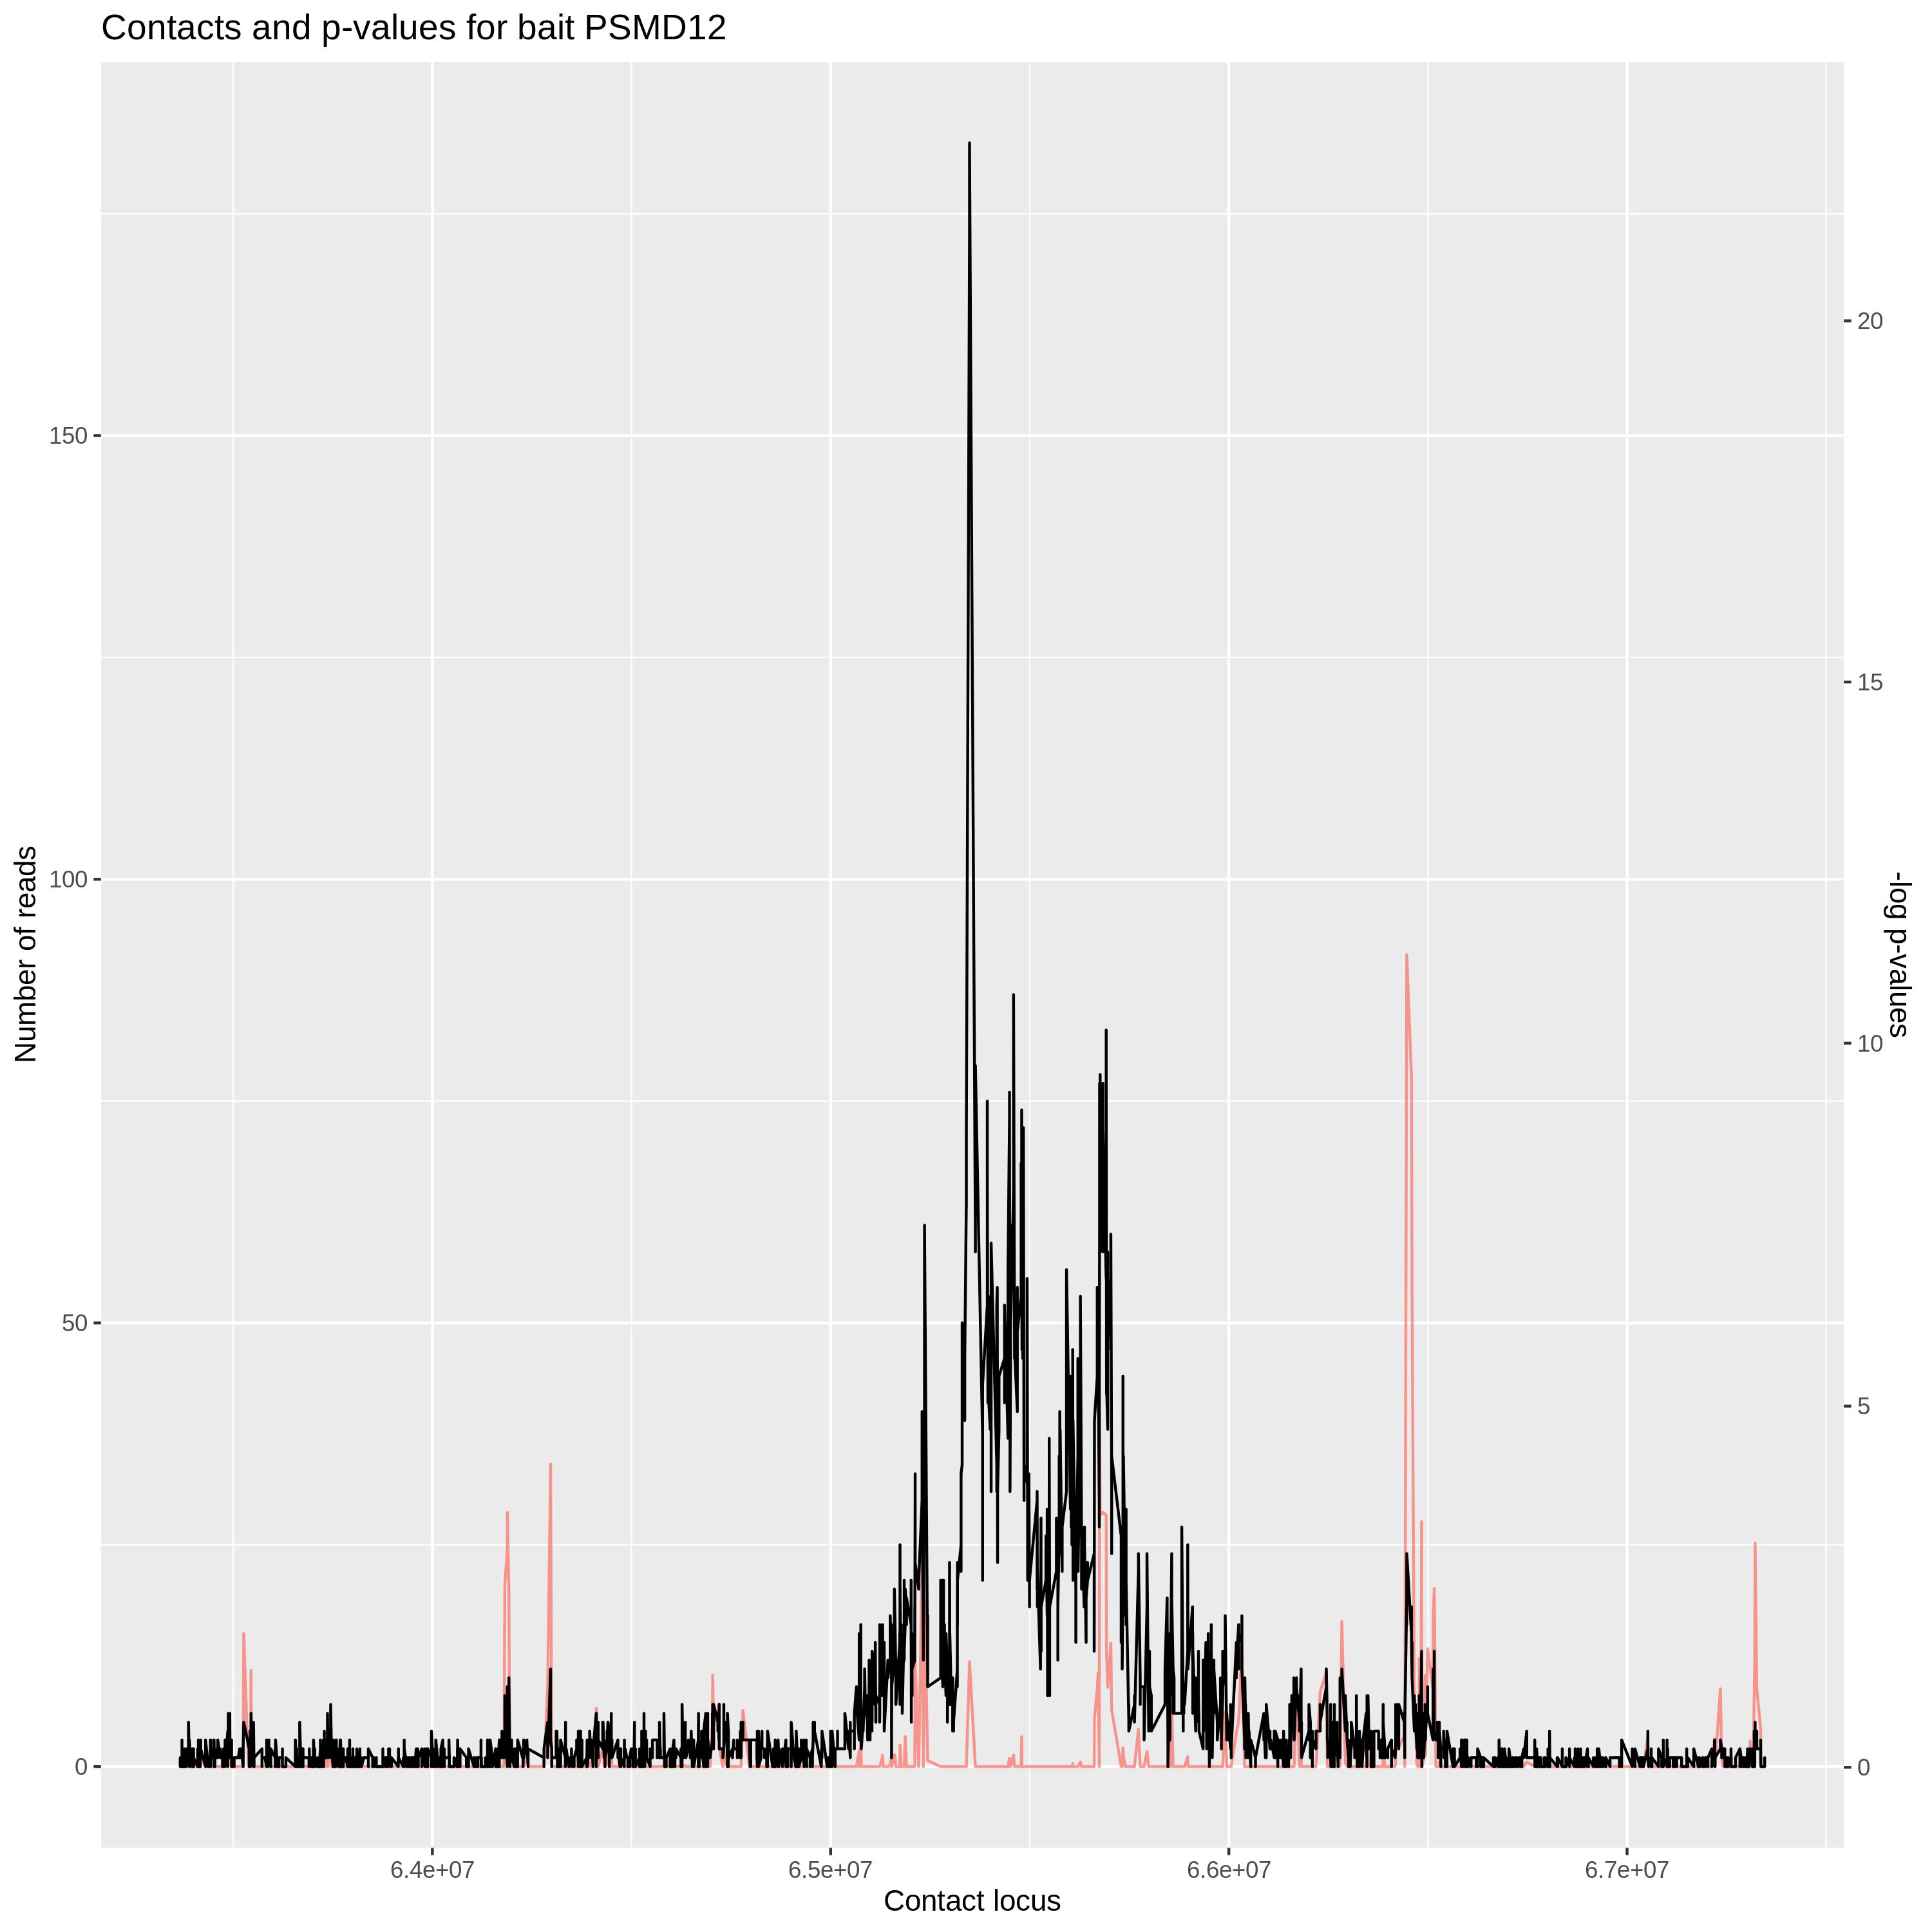 Contacts and p-values for bait PSMD12
Number of reads
150
100
50
0
20
15
10
5
0
-log p-values
6.4e+07
6.5e+07
6.6e+07
6.7e+07
Contact locus